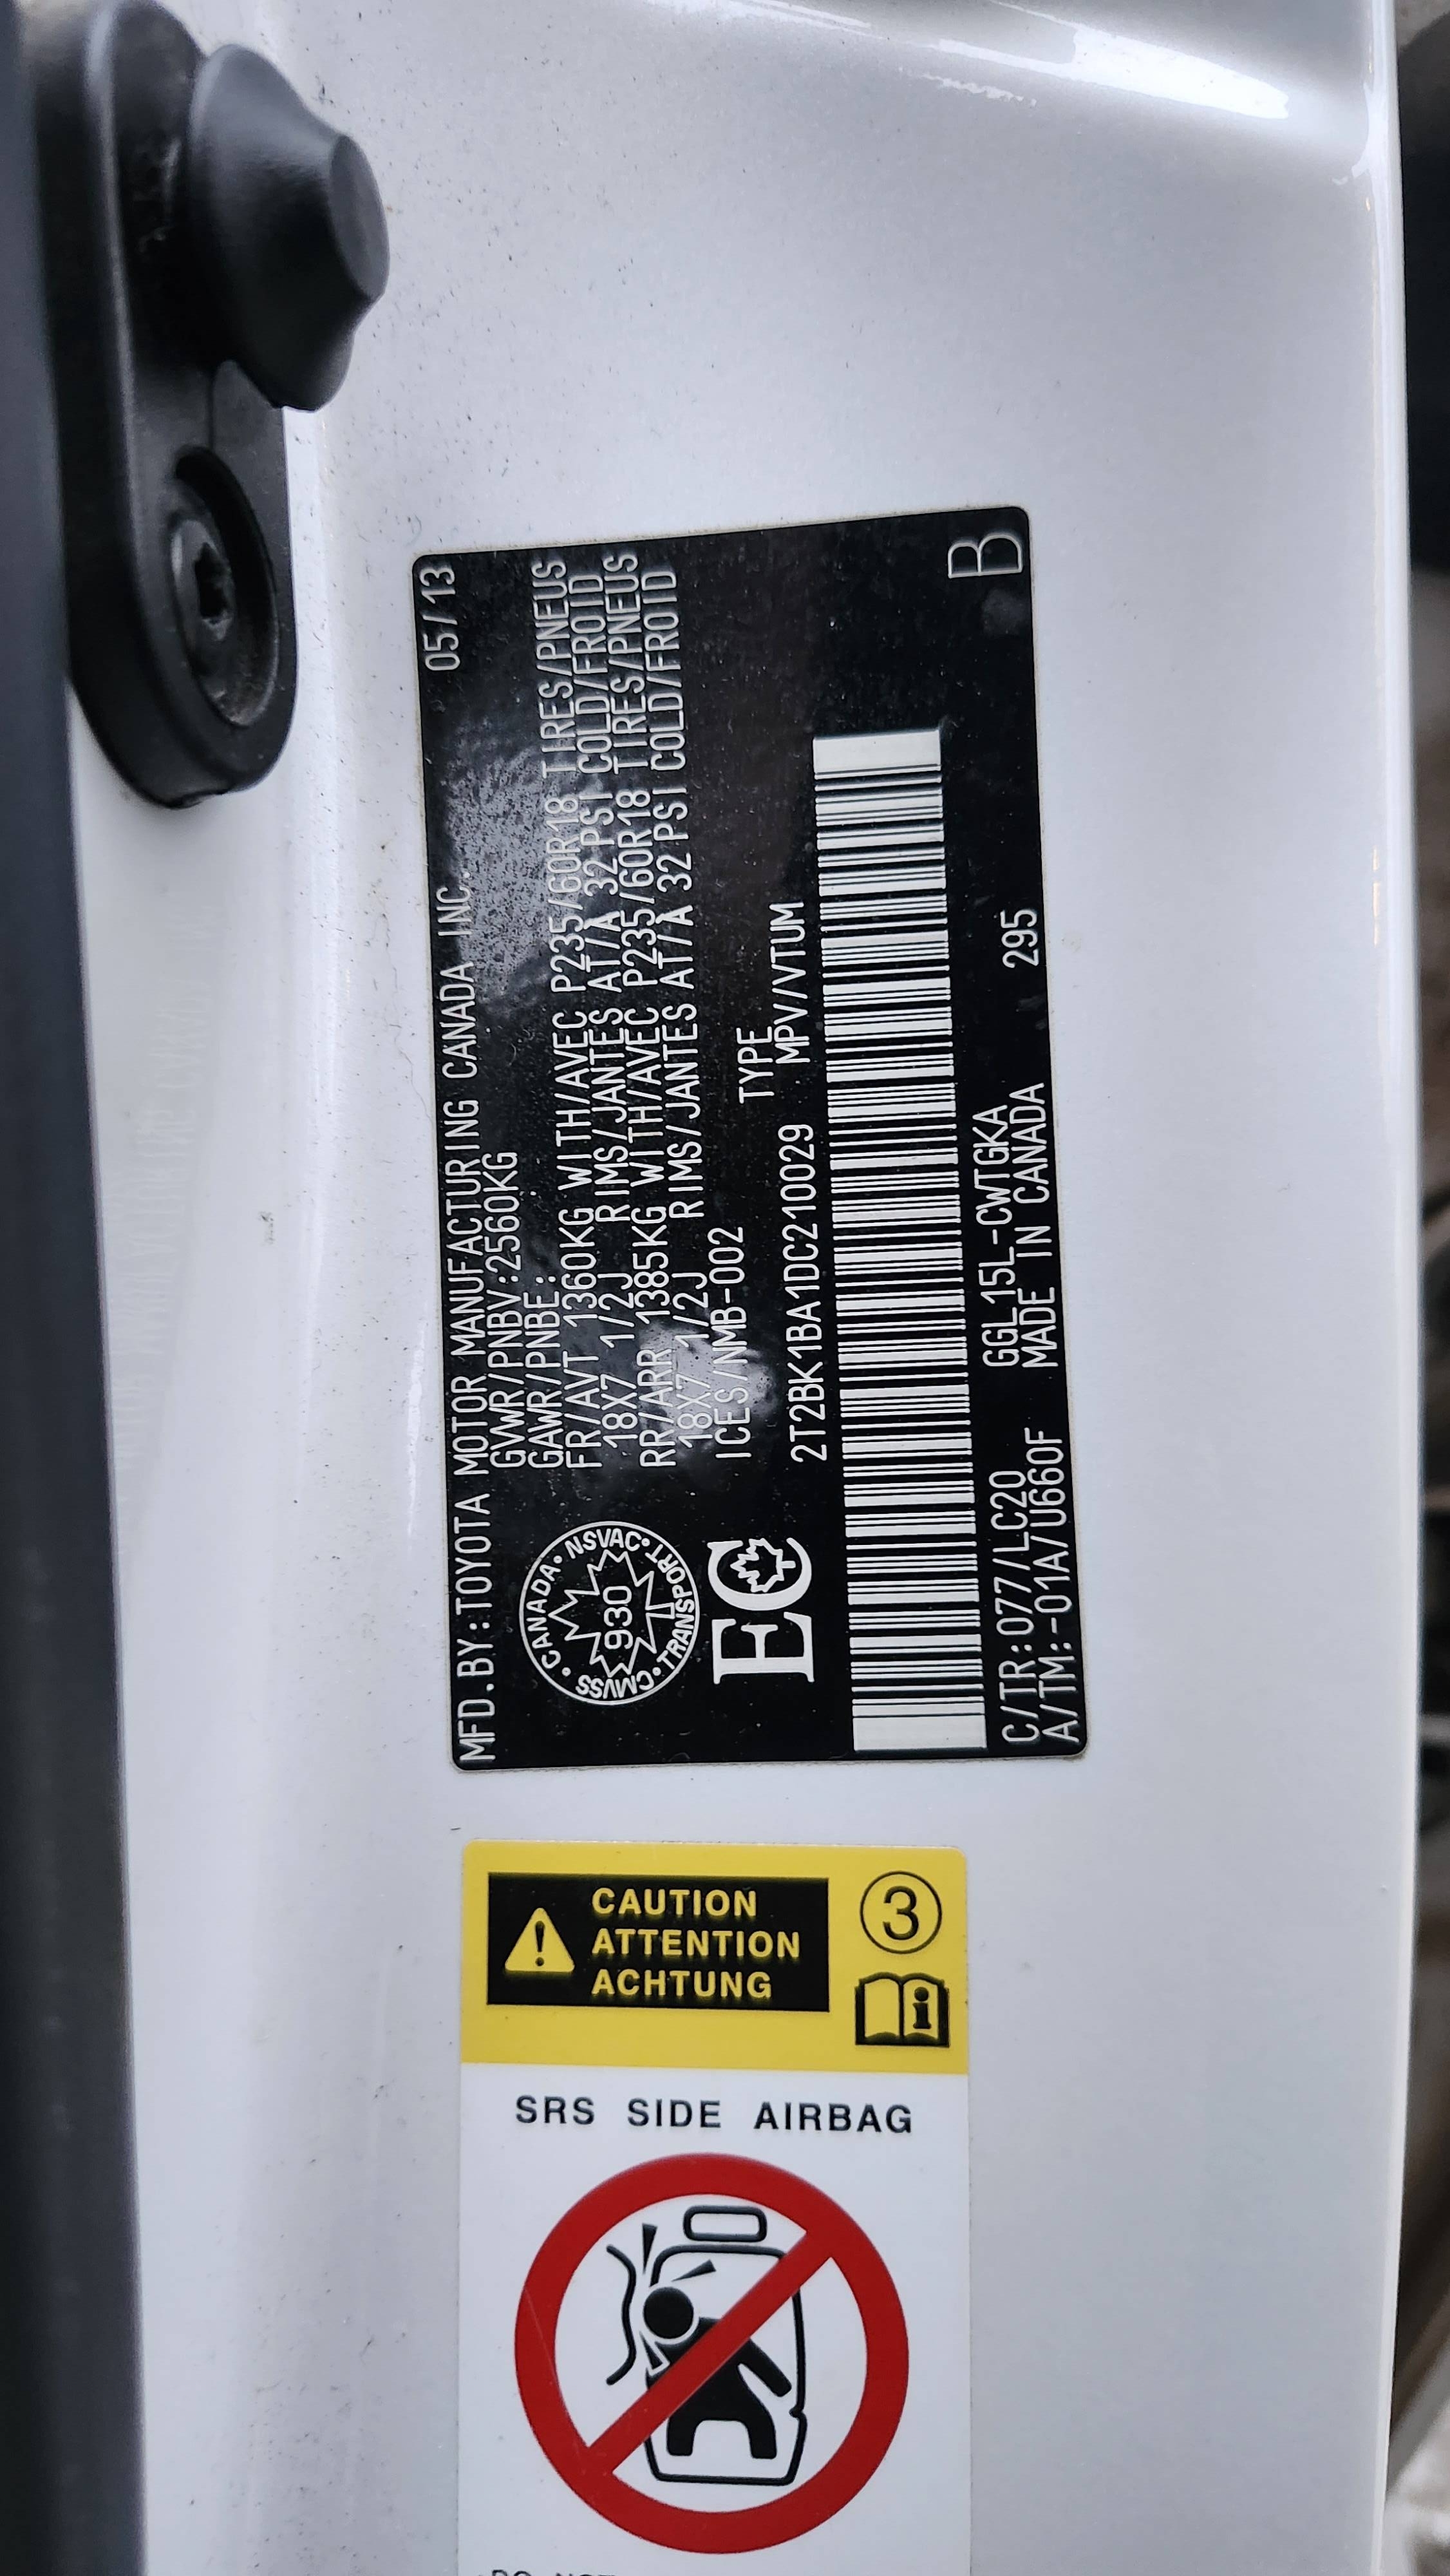 MFD.BY:TOYOTA MOTOR MANUFACTURING CANADA INC. 05/13
GVWR/PNBV:2560KG
GAWR/PNBE:
FR/AVT 1360KG WITH/AVEC P235/60R18 TIRES/PNEUS
18X7 1/2J RIMS/JANTES AT/A 32 PSI COLD/FROID
RR/ARR 1385KG WITH/AVEC P235/60R18 TIRES/PNEUS
18X7 1/2J RIMS/JANTES AT/A 32 PSI COLD/FROID
ICES/NMB-002 TYPE
2T2BK1BA1DC210029 MPV/VTUM
CANADA · NSVAC · TRANSPORT · CMVSS
930
EC
C/TR:077/LC20 GGL15L-CWTGKA 295
A/TM:-01A/U660F MADE IN CANADA
B
CAUTION
ATTENTION
ACHTUNG
3
i
SRS SIDE AIRBAG